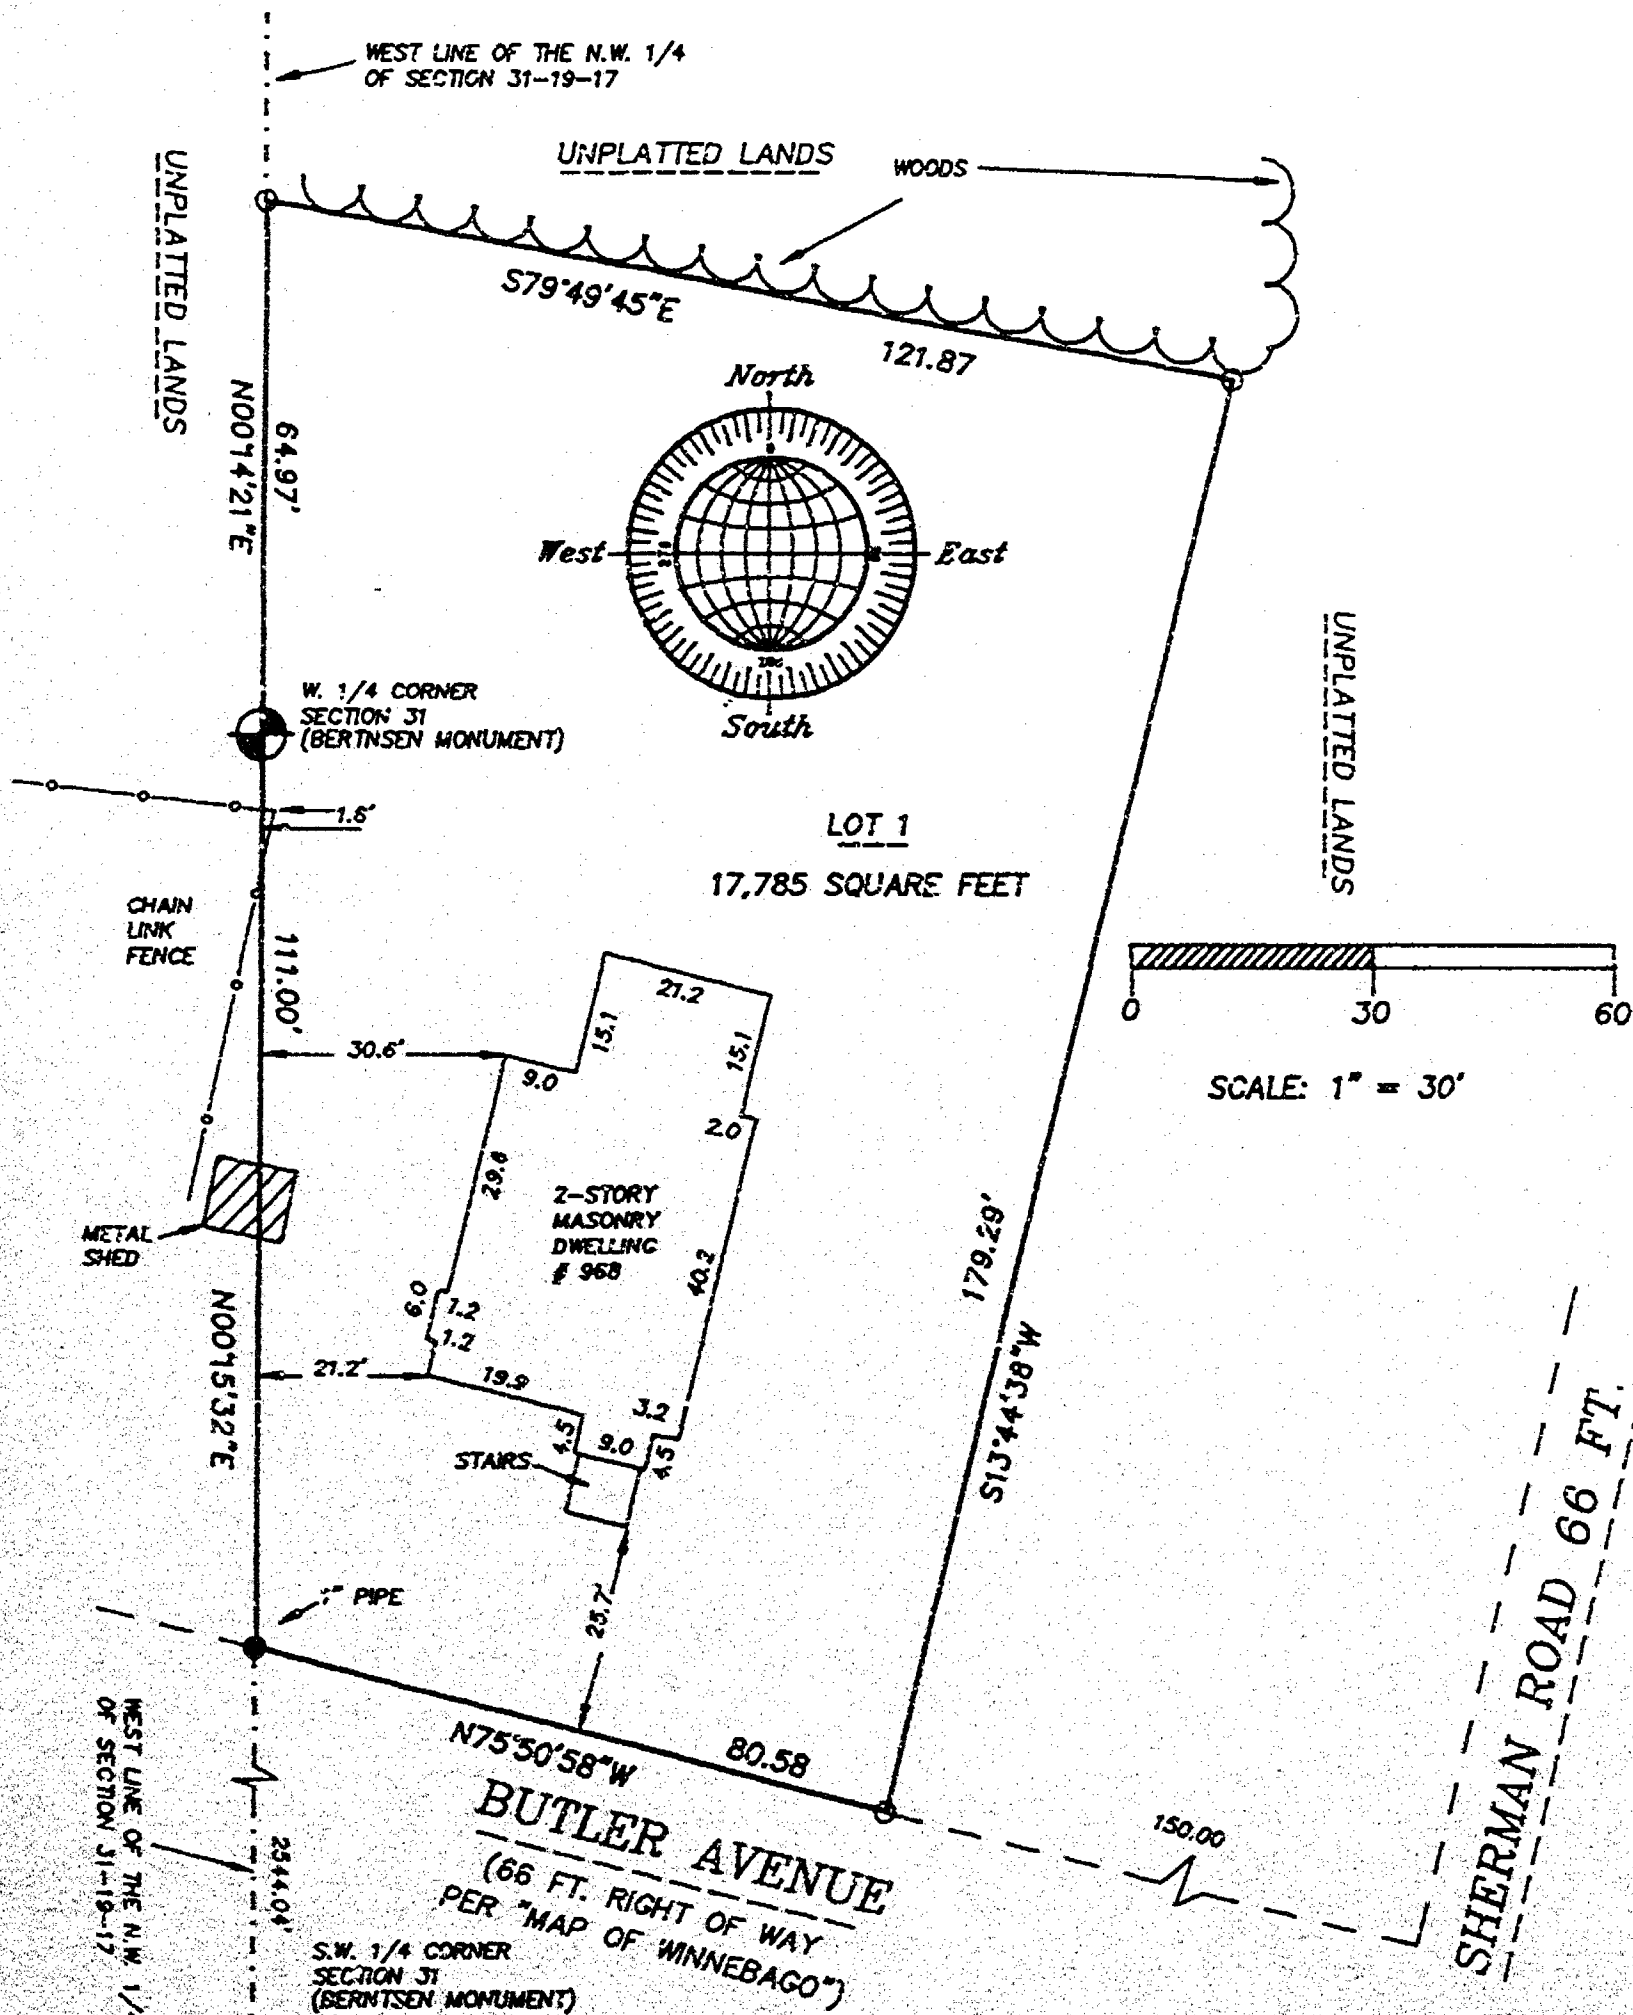 WEST LINE OF THE N.W. 1/4
OF SECTION 31-19-17
UNPLATTED LANDS
WOODS
UNPLATTED LANDS
S79°49'45"E
121.87
North
West
East
South
64.97'
N00°14'21"E
W. 1/4 CORNER
SECTION 31
(BERTNSEN MONUMENT)
1.6'
LOT 1
17,785 SQUARE FEET
UNPLATTED LANDS
CHAIN
LINK
FENCE
111.00'
0 30 60
SCALE: 1" = 30'
30.6'
9.0
15.1
21.2
15.1
2.0
29.6
2-STORY
MASONRY
DWELLING
# 968
40.2
METAL
SHED
6.0
1.2
1.2
21.2'
19.9
4.5
9.0
3.2
4.5
STAIRS
N00°15'32"E
179.29'
S13°44'38"W
PIPE
25.7
N75°50'58"W
80.58
BUTLER AVENUE
(66 FT. RIGHT OF WAY
PER "MAP OF WINNEBAGO")
150.00
SHERMAN ROAD 66 FT.
WEST LINE OF THE N.W. 1/
OF SECTION 31-19-17
2544.04'
S.W. 1/4 CORNER
SECTION 31
(BERNTSEN MONUMENT)